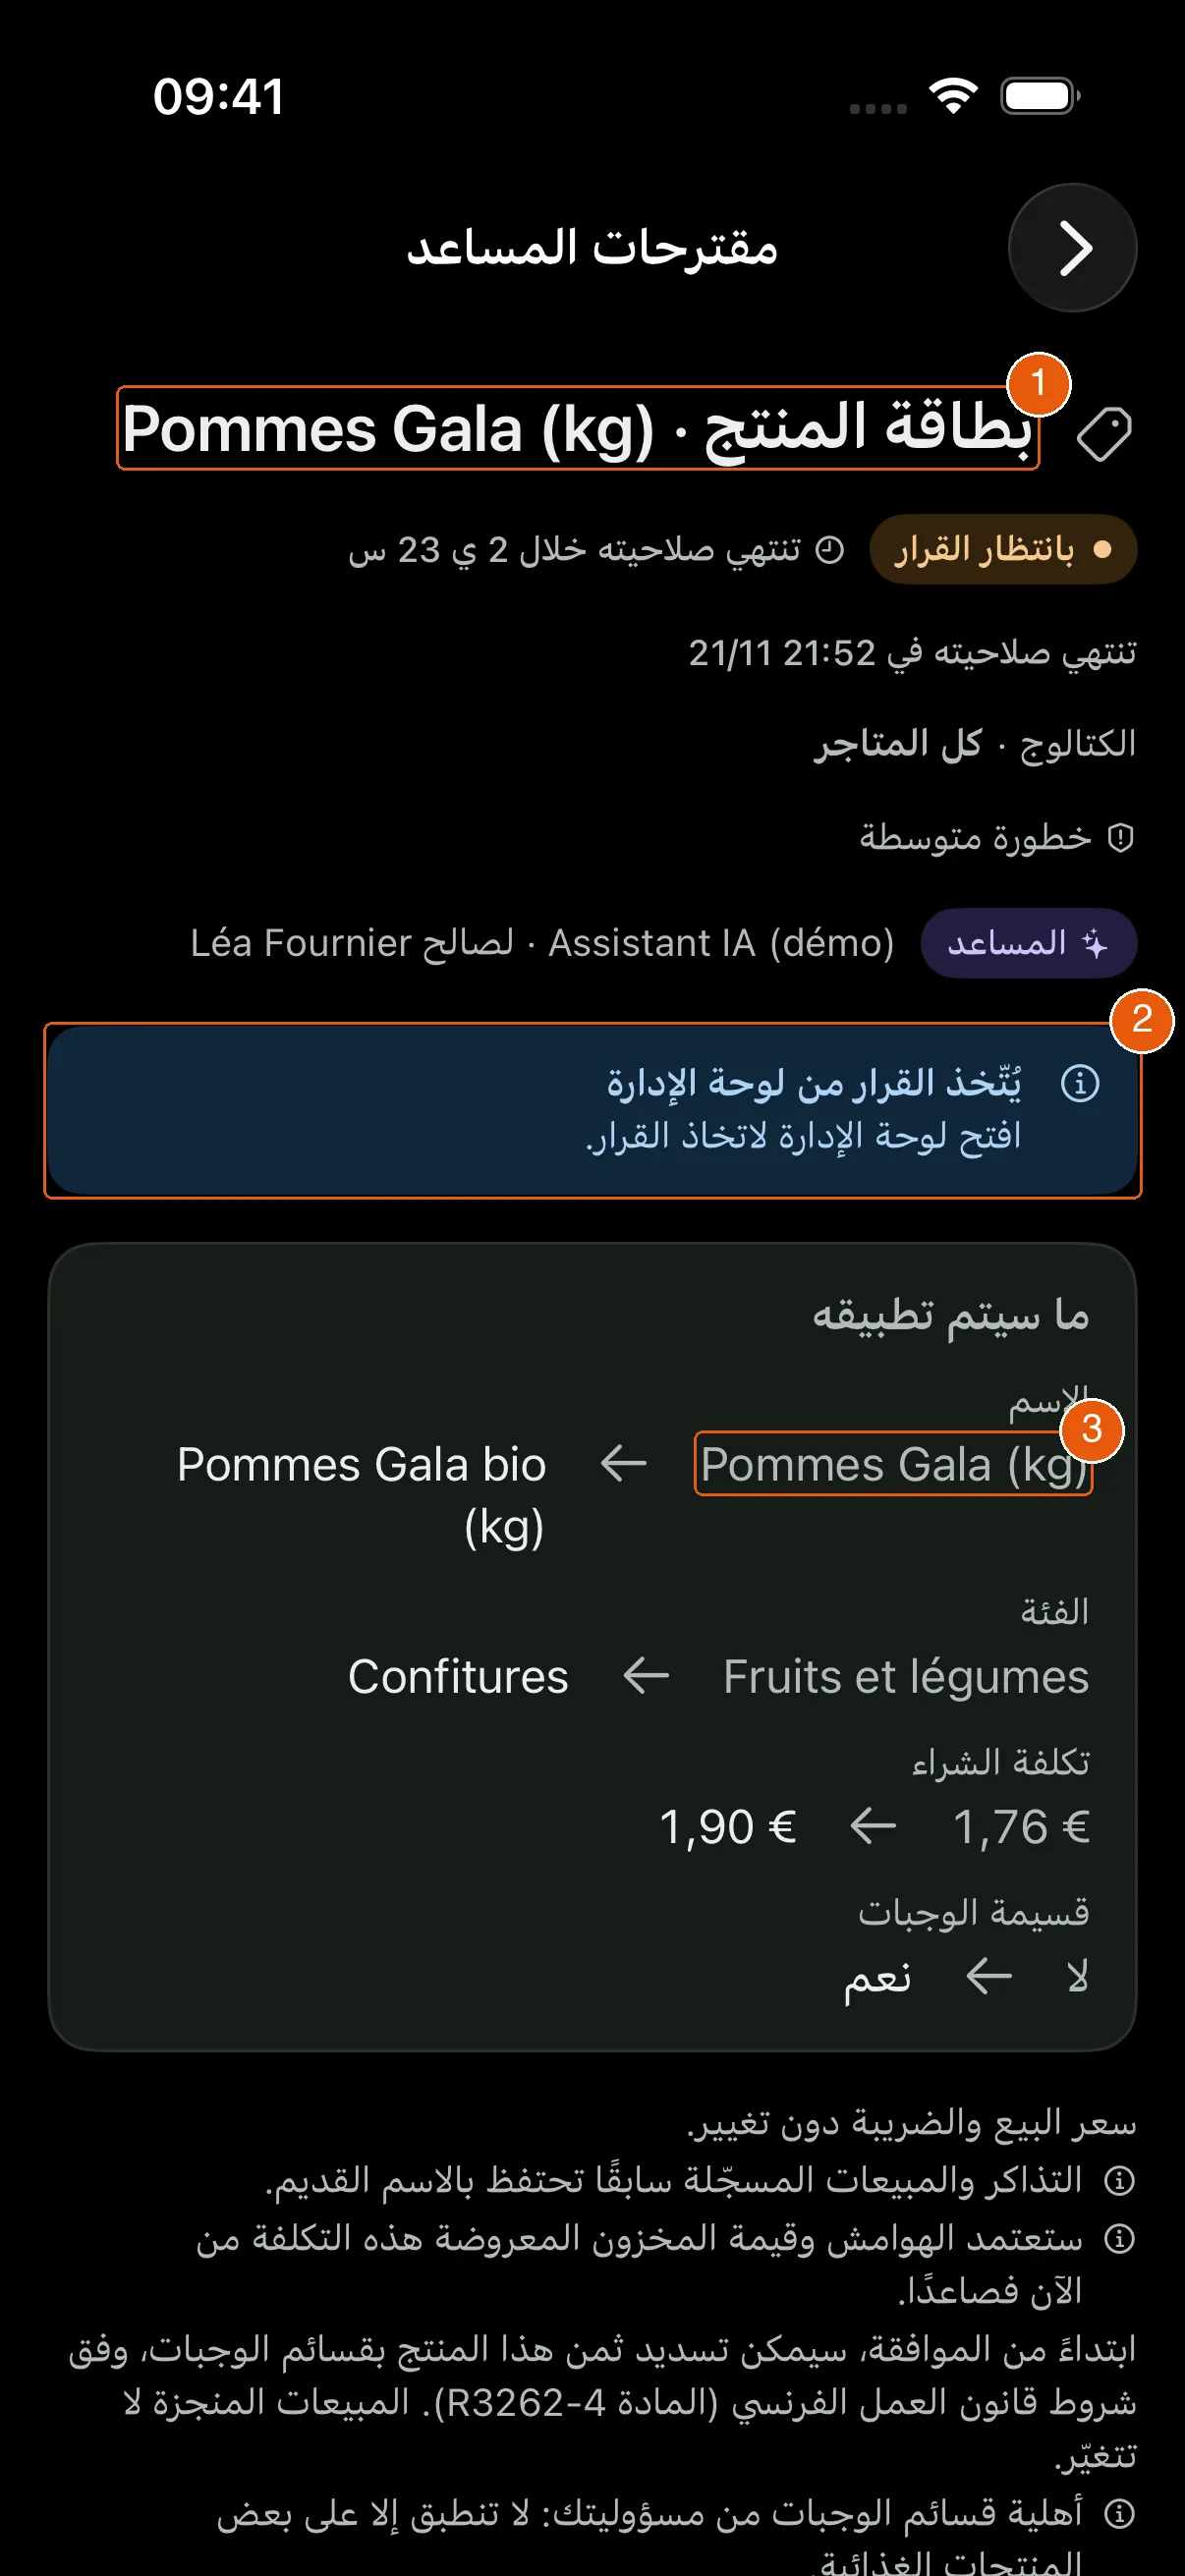 09:41
مقترحات المساعد
1
بطاقة المنتج · Pommes Gala (kg)
بانتظار القرار
تنتهي صلاحيته خلال 2 ي 23 س
تنتهي صلاحيته في 21:52 21/11
الكتالوج · كل المتاجر
خطورة متوسطة
المساعد
Assistant IA (démo) · لصالح Léa Fournier
2
يُتّخذ القرار من لوحة الإدارة
افتح لوحة الإدارة لاتخاذ القرار.
ما سيتم تطبيقه
الاسم
3
Pommes Gala (kg) ← Pommes Gala bio
(kg)
الفئة
Fruits et légumes ← Confitures
تكلفة الشراء
1,76 € ← 1,90 €
قسيمة الوجبات
لا ← نعم
سعر البيع والضريبة دون تغيير.
التذاكر والمبيعات المسجّلة سابقًا تحتفظ بالاسم القديم.
ستعتمد الهوامش وقيمة المخزون المعروضة هذه التكلفة من
الآن فصاعدًا.
ابتداءً من الموافقة، سيمكن تسديد ثمن هذا المنتج بقسائم الوجبات، وفق
شروط قانون العمل الفرنسي (المادة R3262-4). المبيعات المنجزة لا
تتغيّر.
أهلية قسائم الوجبات من مسؤوليتك: لا تنطبق إلا على بعض
المنتجات الغذائية.